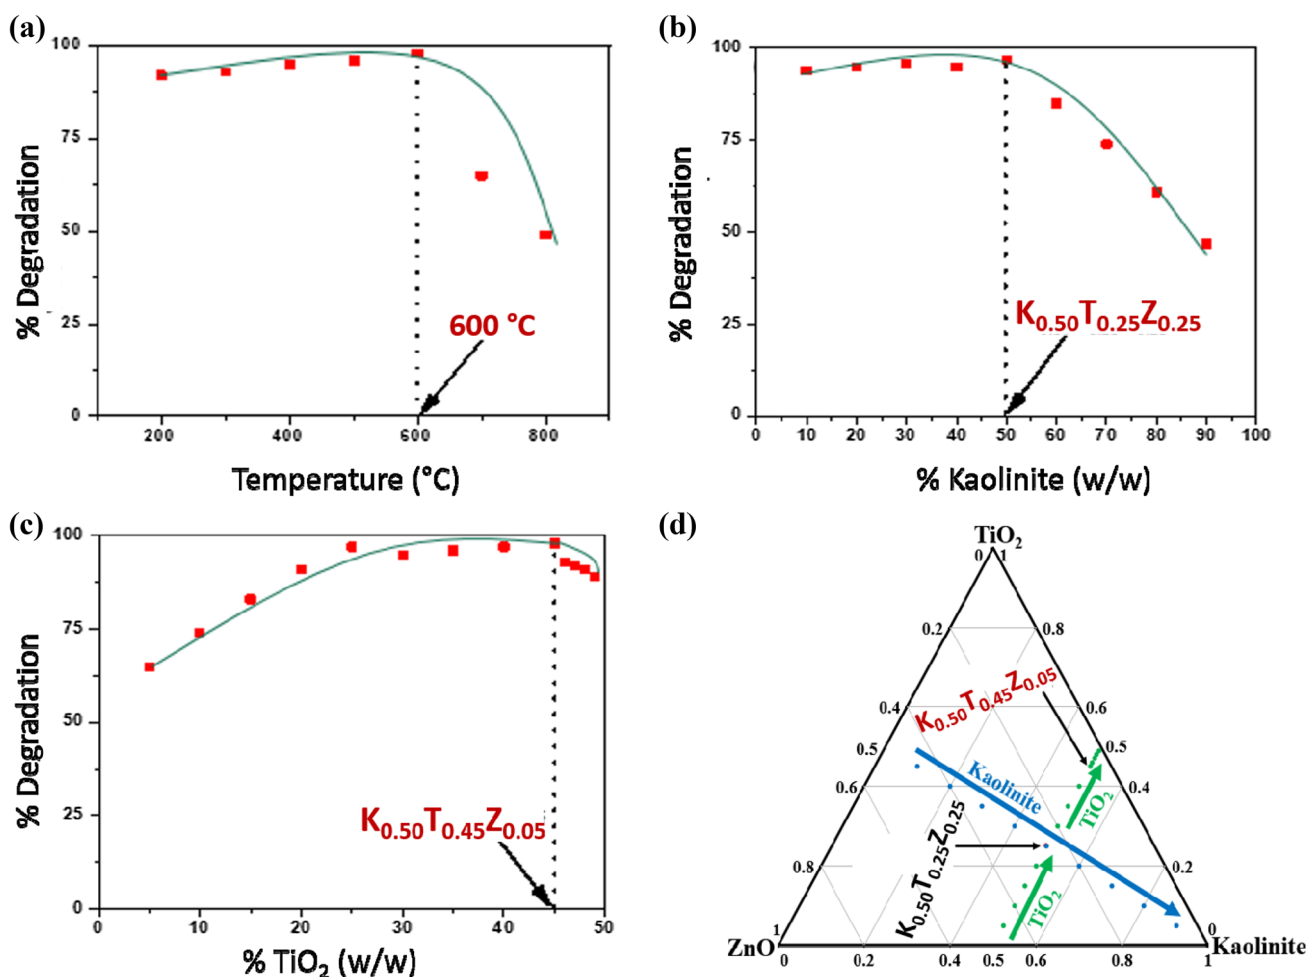 (a)
100
75
50
25
0
% Degradation
600 °C
200
400
600
800
Temperature (°C)
(b)
100
75
50
25
0
% Degradation
K0.50T0.25Z0.25
0
10
20
30
40
50
60
70
80
90
100
% Kaolinite (w/w)
(c)
100
75
50
25
0
% Degradation
K0.50T0.45Z0.05
0
10
20
30
40
50
% TiO2 (w/w)
(d)
TiO2
0
1
0.2
0.8
K0.50T0.45Z0.05
0.4
0.6
0.5
0.5
Kaolinite
0.6
0.4
TiO2
K0.50T0.25Z0.25
0.8
0.2
TiO2
1
0
ZnO
Kaolinite
0
0.2
0.4
0.5
0.6
0.8
1